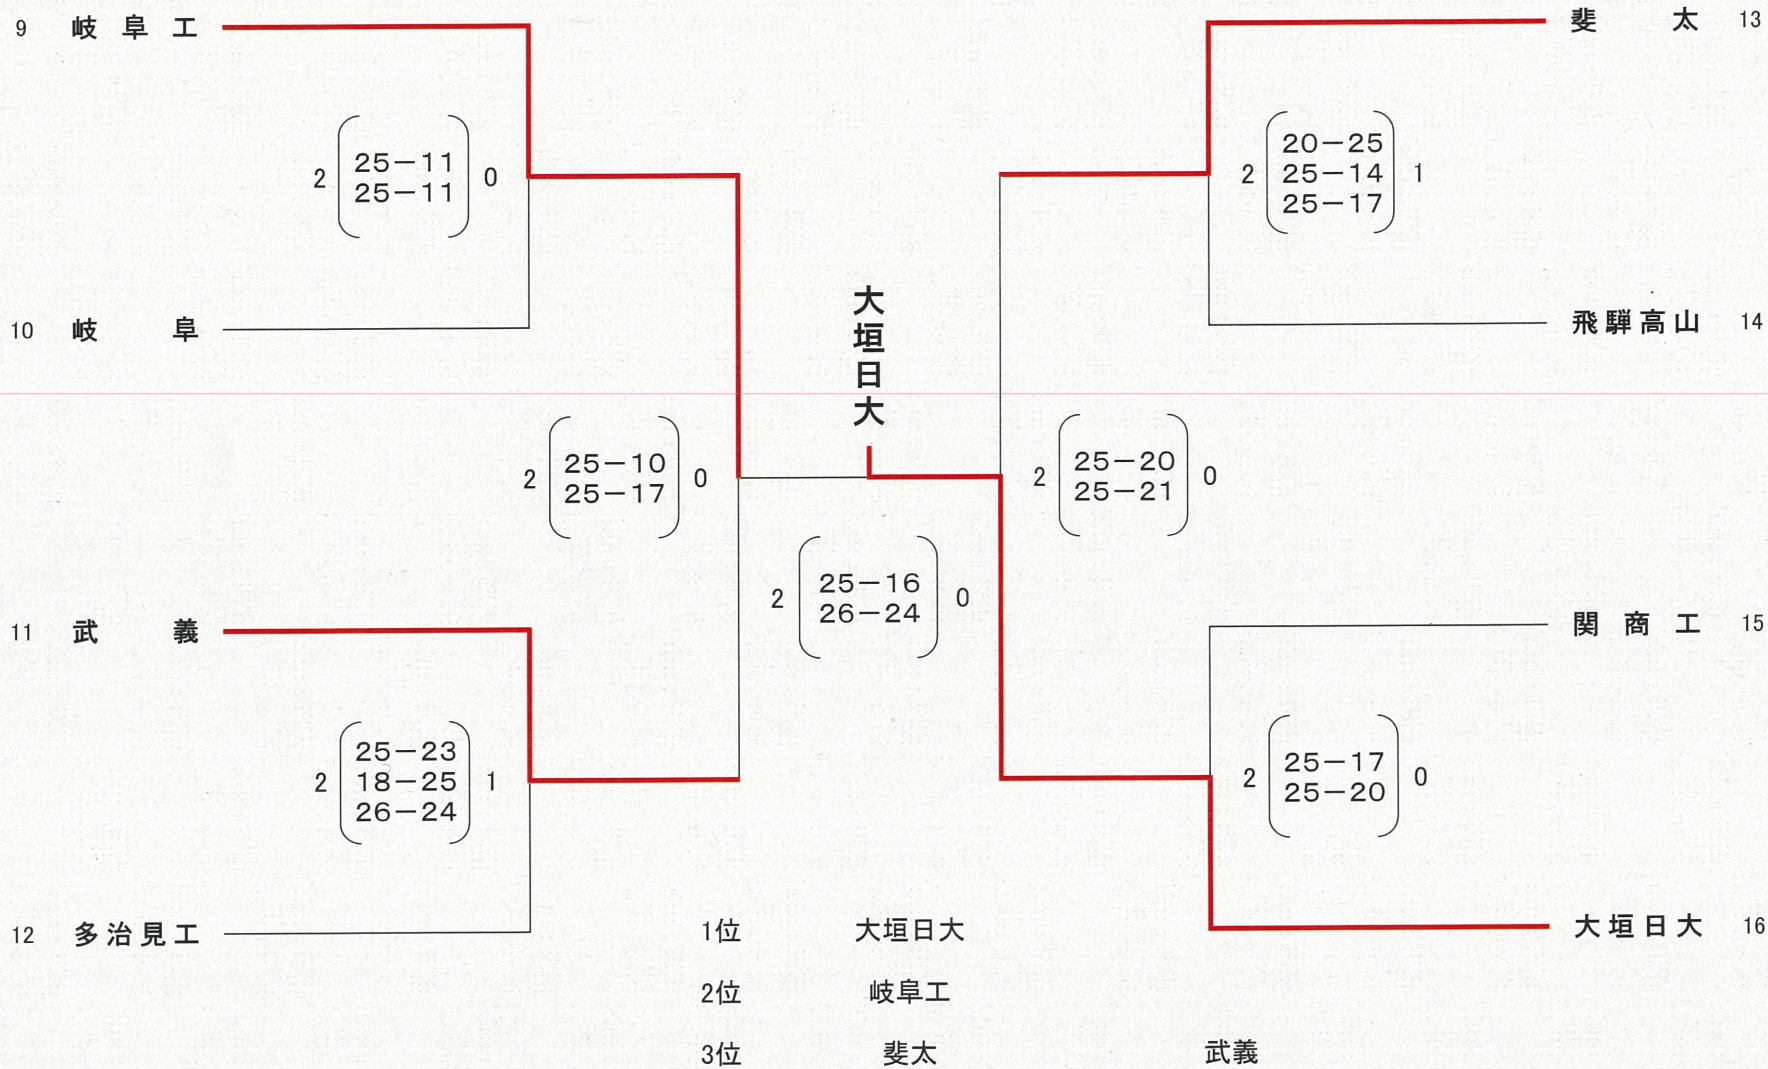 9 岐阜工
斐太 13
2 25-11 0
25-11
2 20-25 1
25-14
25-17
10 岐阜
飛騨高山 14
大垣日大
2 25-10 0
25-17
2 25-20 0
25-21
2 25-16 0
26-24
11 武義
関商工 15
2 25-23 1
18-25
26-24
2 25-17 0
25-20
12 多治見工
大垣日大 16
1位 大垣日大
2位 岐阜工
3位 斐太 武義